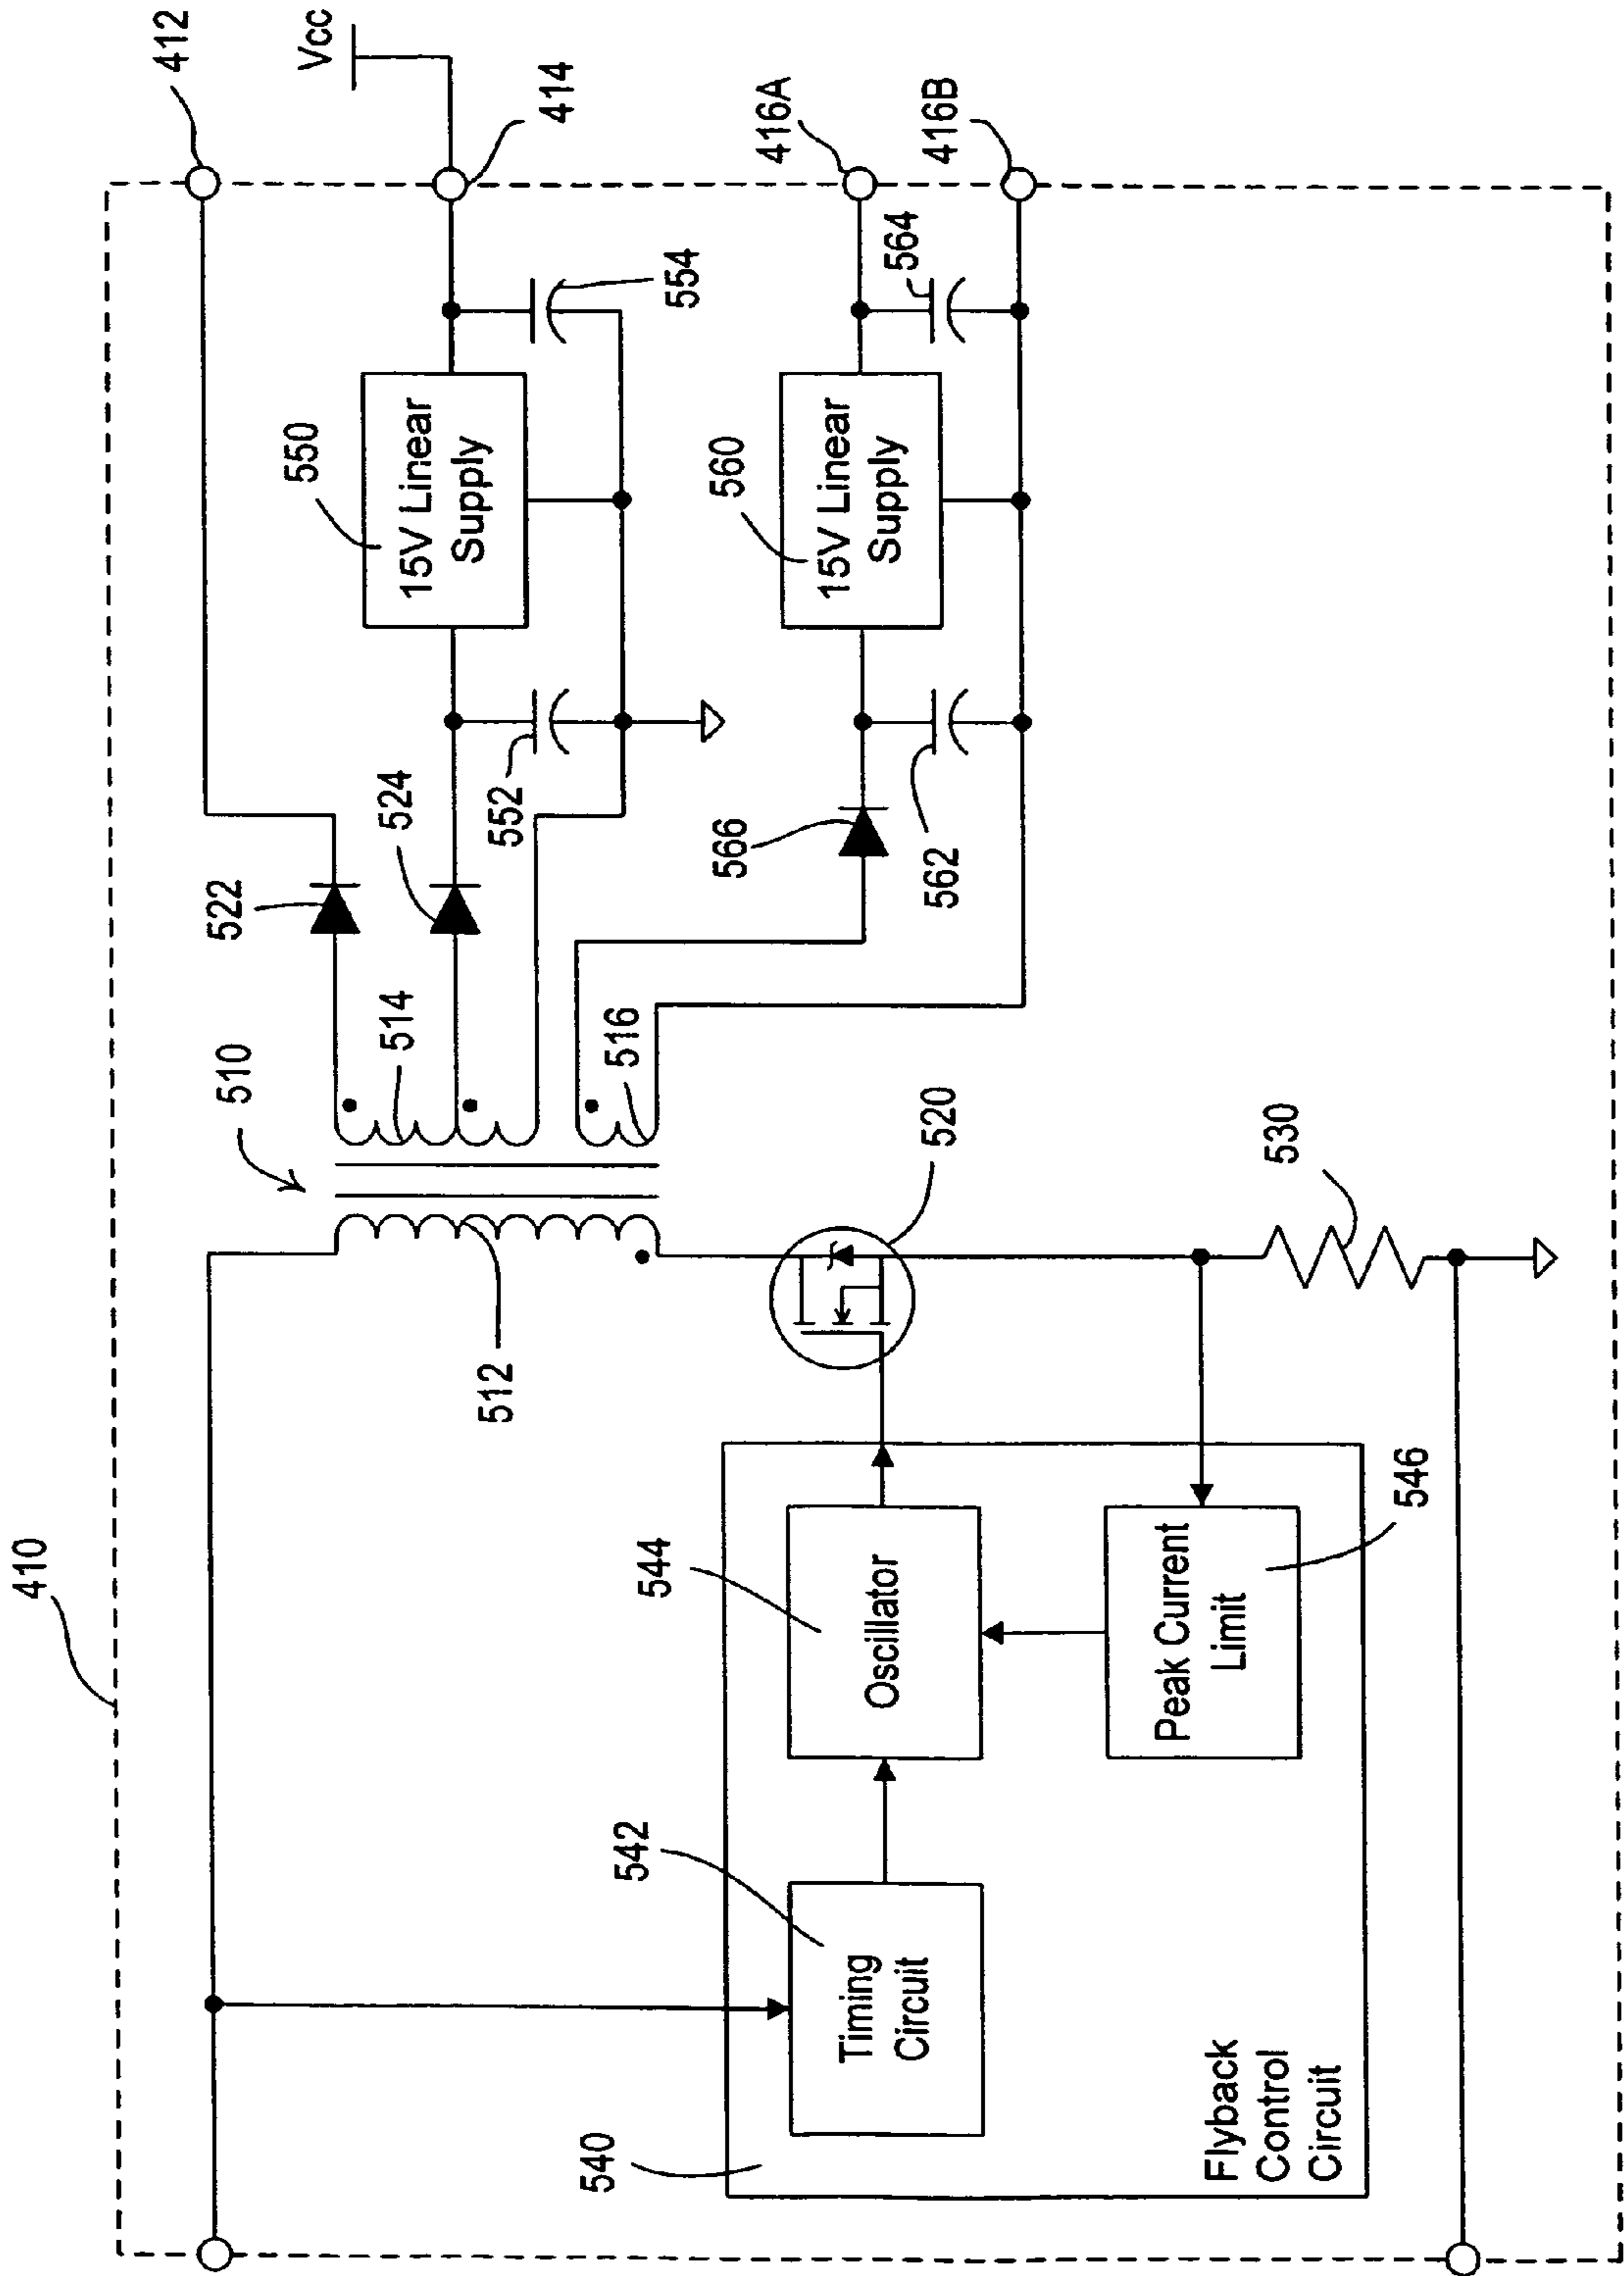 410
412
Vcc
414
416A
416B
510
514
516
512
522
524
550
15V Linear
Supply
552
554
560
15V Linear
Supply
566
562
564
520
530
540
542
Timing
Circuit
544
Oscillator
546
Peak Current
Limit
Flyback
Control
Circuit